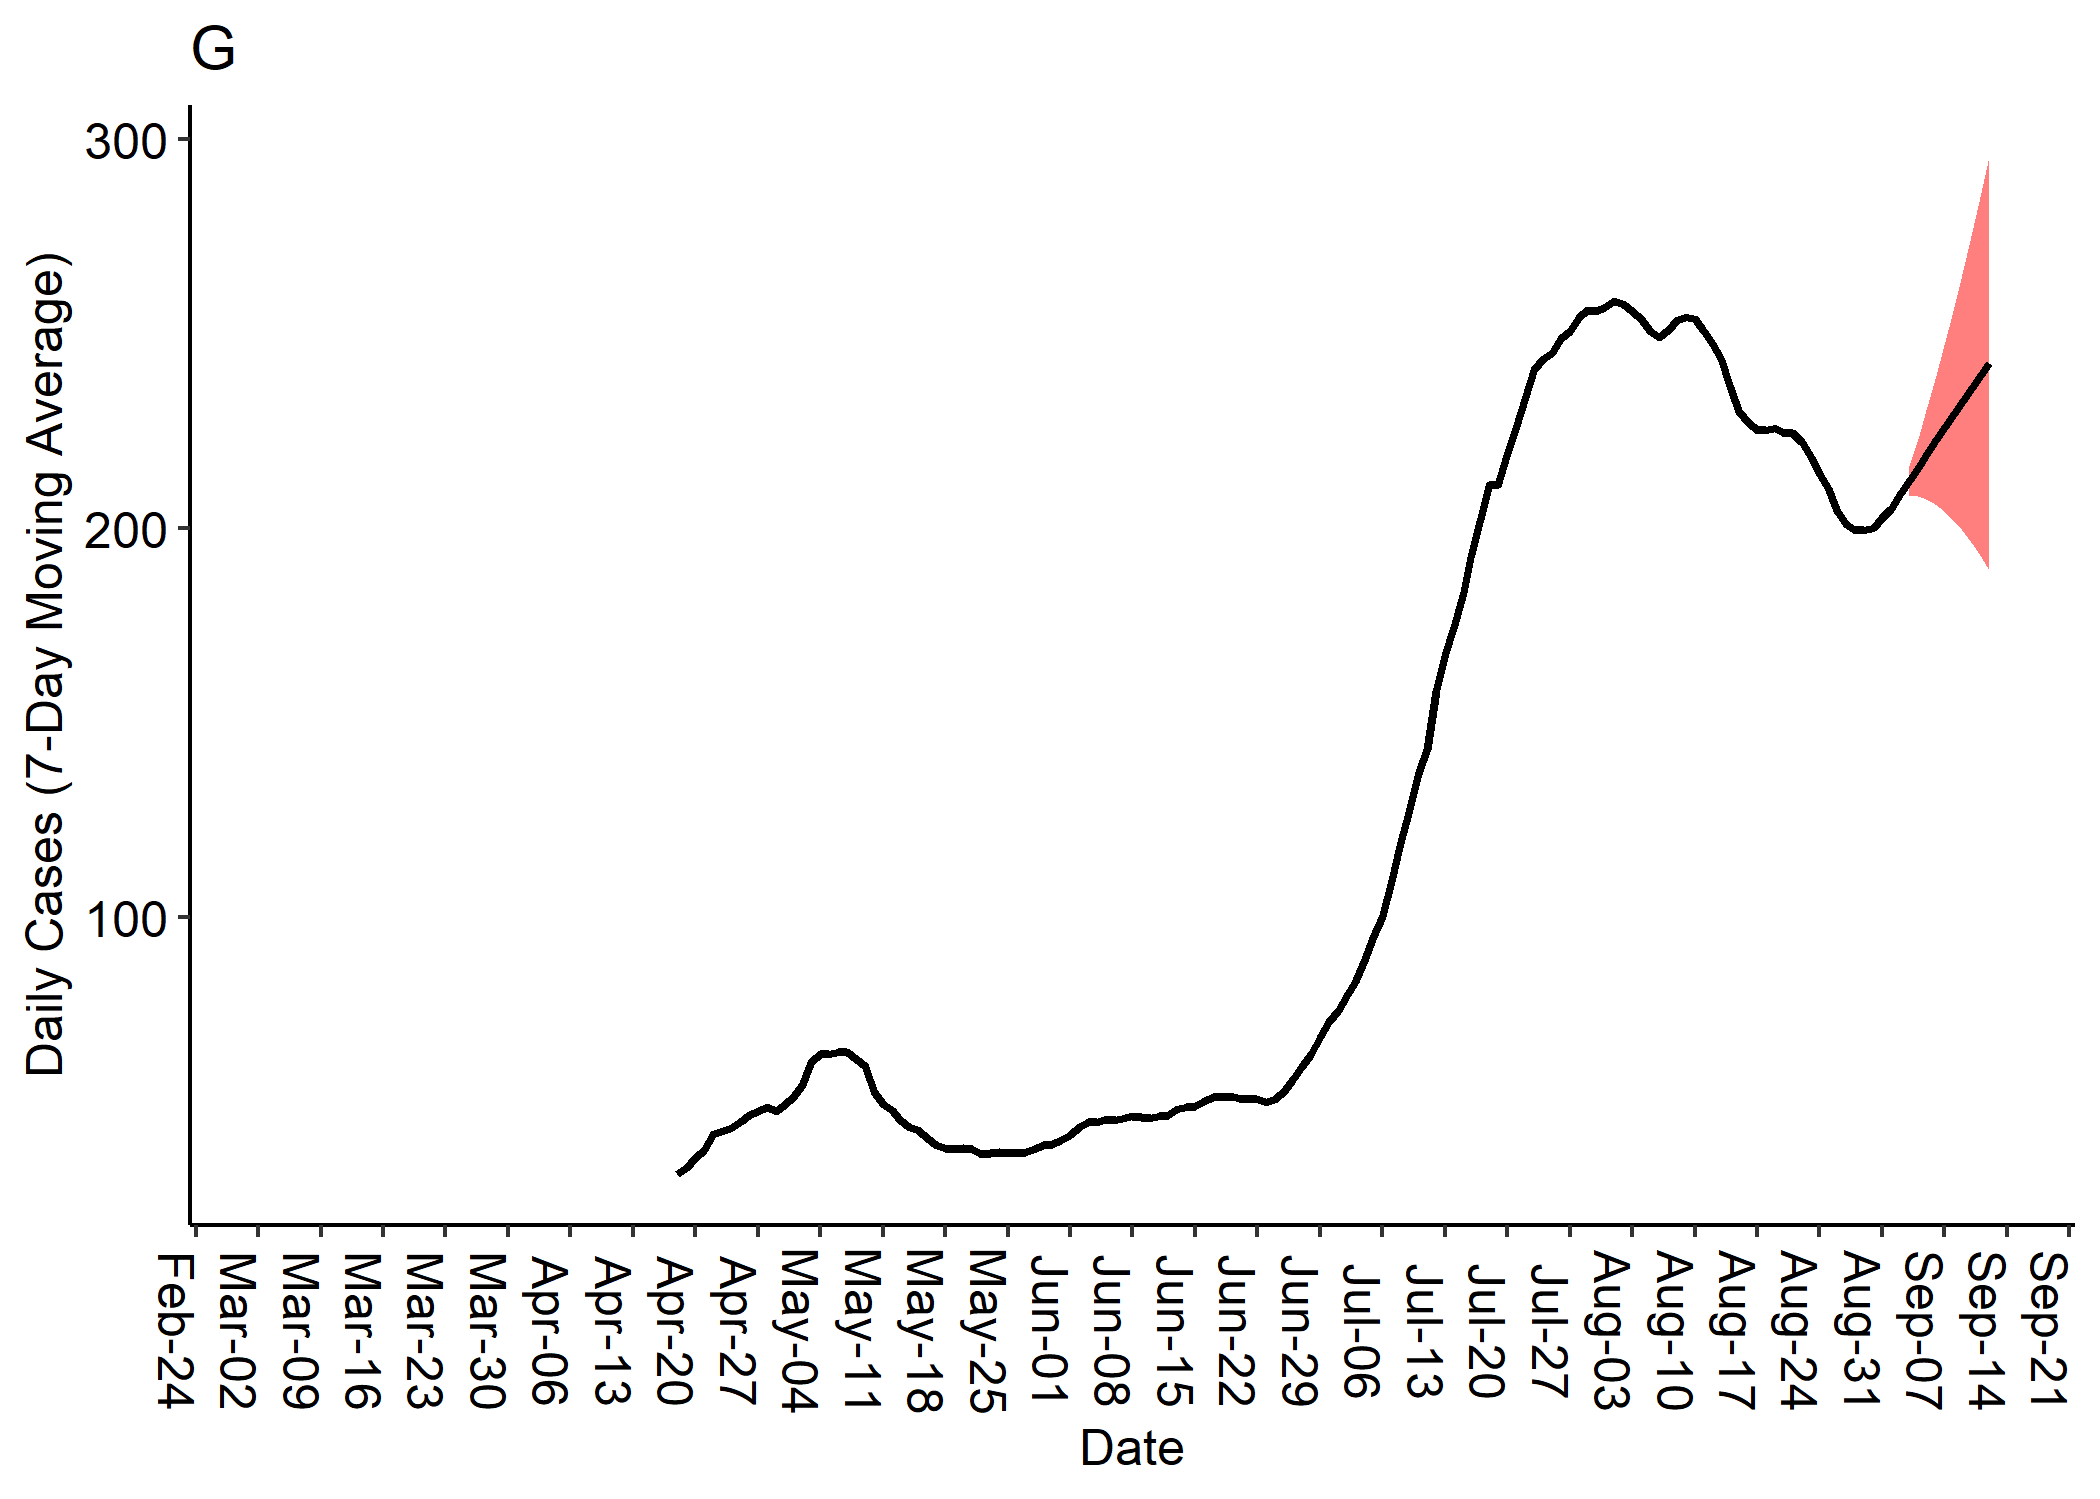 G
Daily Cases (7-Day Moving Average)
300
200
100
Feb-24
Mar-02
Mar-09
Mar-16
Mar-23
Mar-30
Apr-06
Apr-13
Apr-20
Apr-27
May-04
May-11
May-18
May-25
Jun-01
Jun-08
Jun-15
Jun-22
Jun-29
Jul-06
Jul-13
Jul-20
Jul-27
Aug-03
Aug-10
Aug-17
Aug-24
Aug-31
Sep-07
Sep-14
Sep-21
Date